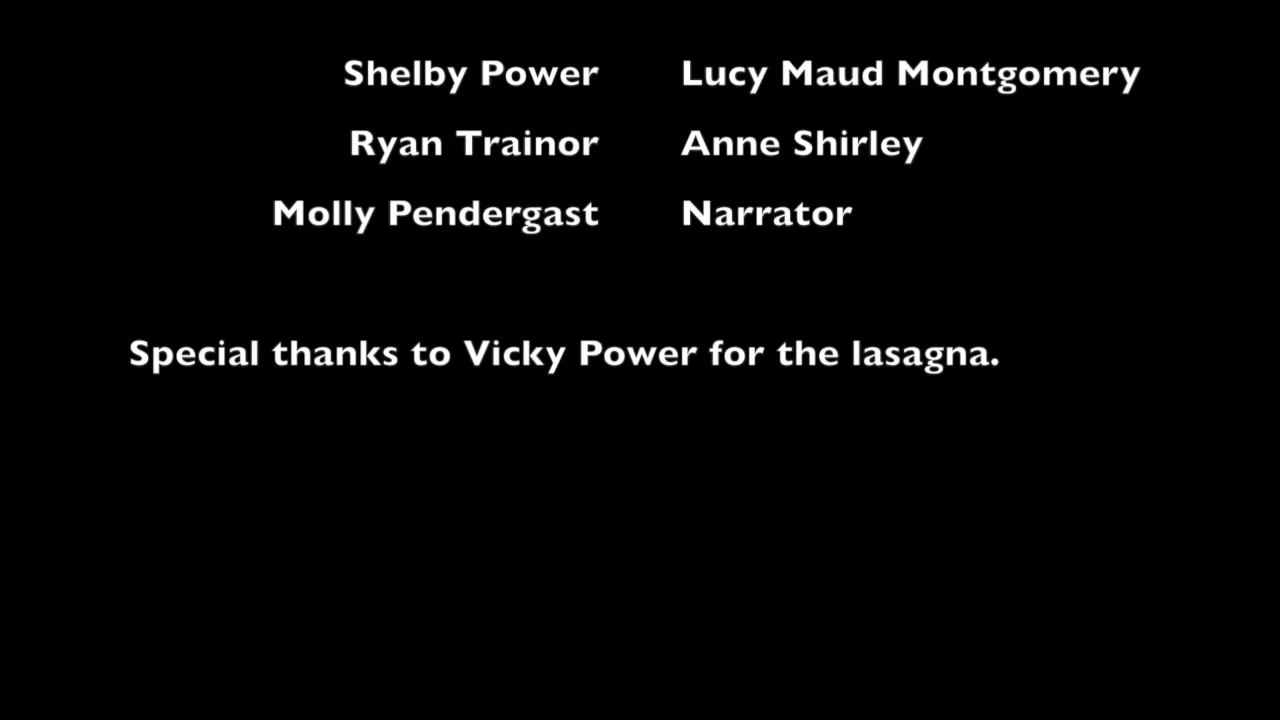 Shelby Power Lucy Maud Montgomery
Ryan Trainor Anne Shirley
Molly Pendergast Narrator
Special thanks to Vicky Power for the lasagna.